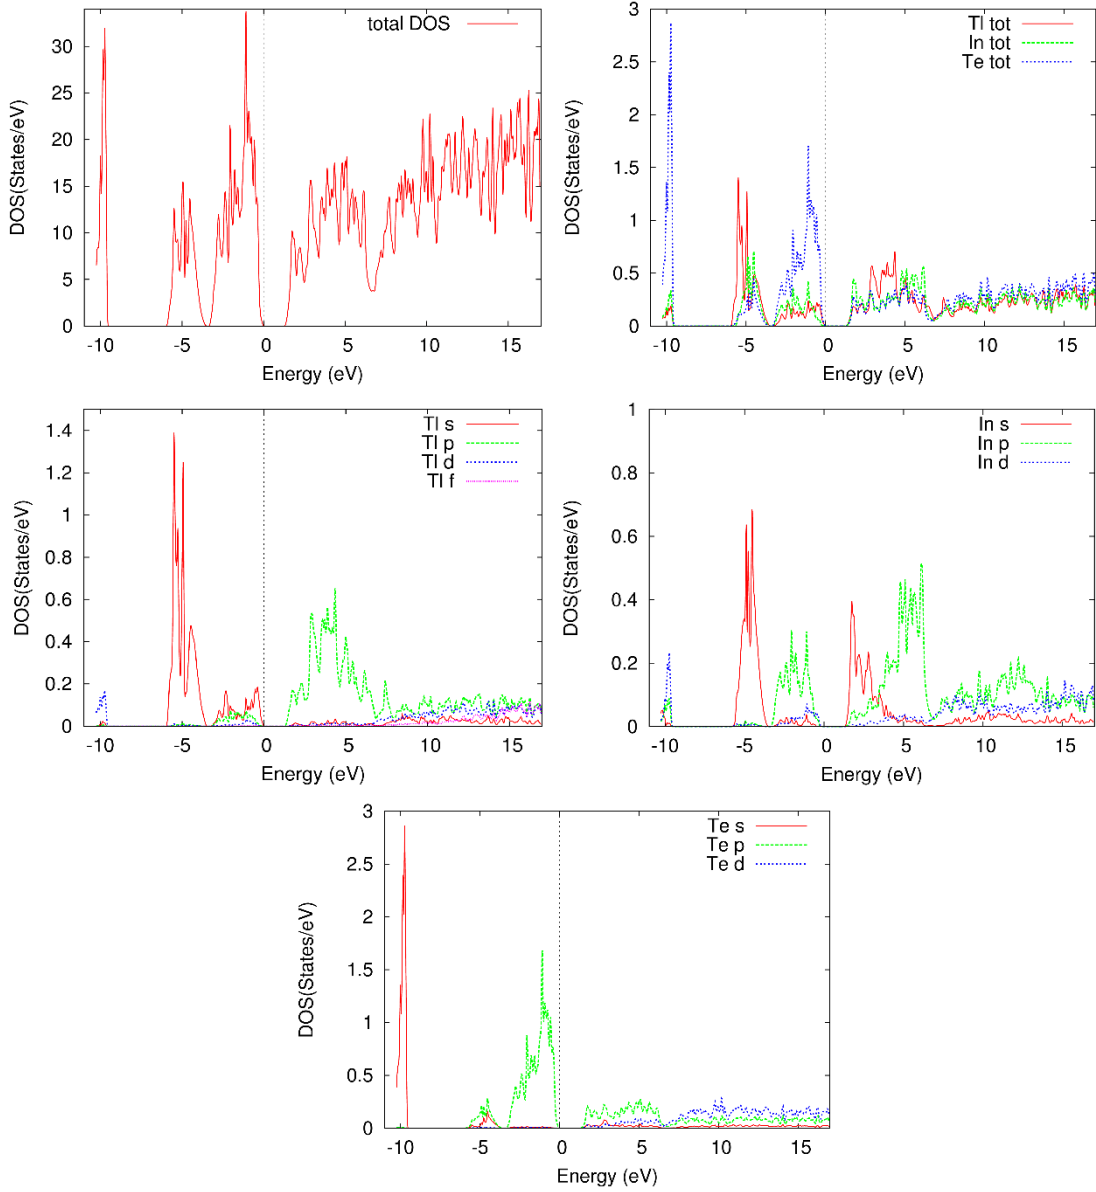 total DOS
DOS(States/eV)
35
30
25
20
15
10
5
0
-10 -5 0 5 10 15
Energy (eV)
Tl tot
In tot
Te tot
DOS(States/eV)
3
2.5
2
1.5
1
0.5
0
-10 -5 0 5 10 15
Energy (eV)
Tl s
Tl p
Tl d
Tl f
DOS(States/eV)
1.4
1.2
1
0.8
0.6
0.4
0.2
0
-10 -5 0 5 10 15
Energy (eV)
In s
In p
In d
DOS(States/eV)
1
0.8
0.6
0.4
0.2
0
-10 -5 0 5 10 15
Energy (eV)
Te s
Te p
Te d
DOS(States/eV)
3
2.5
2
1.5
1
0.5
0
-10 -5 0 5 10 15
Energy (eV)